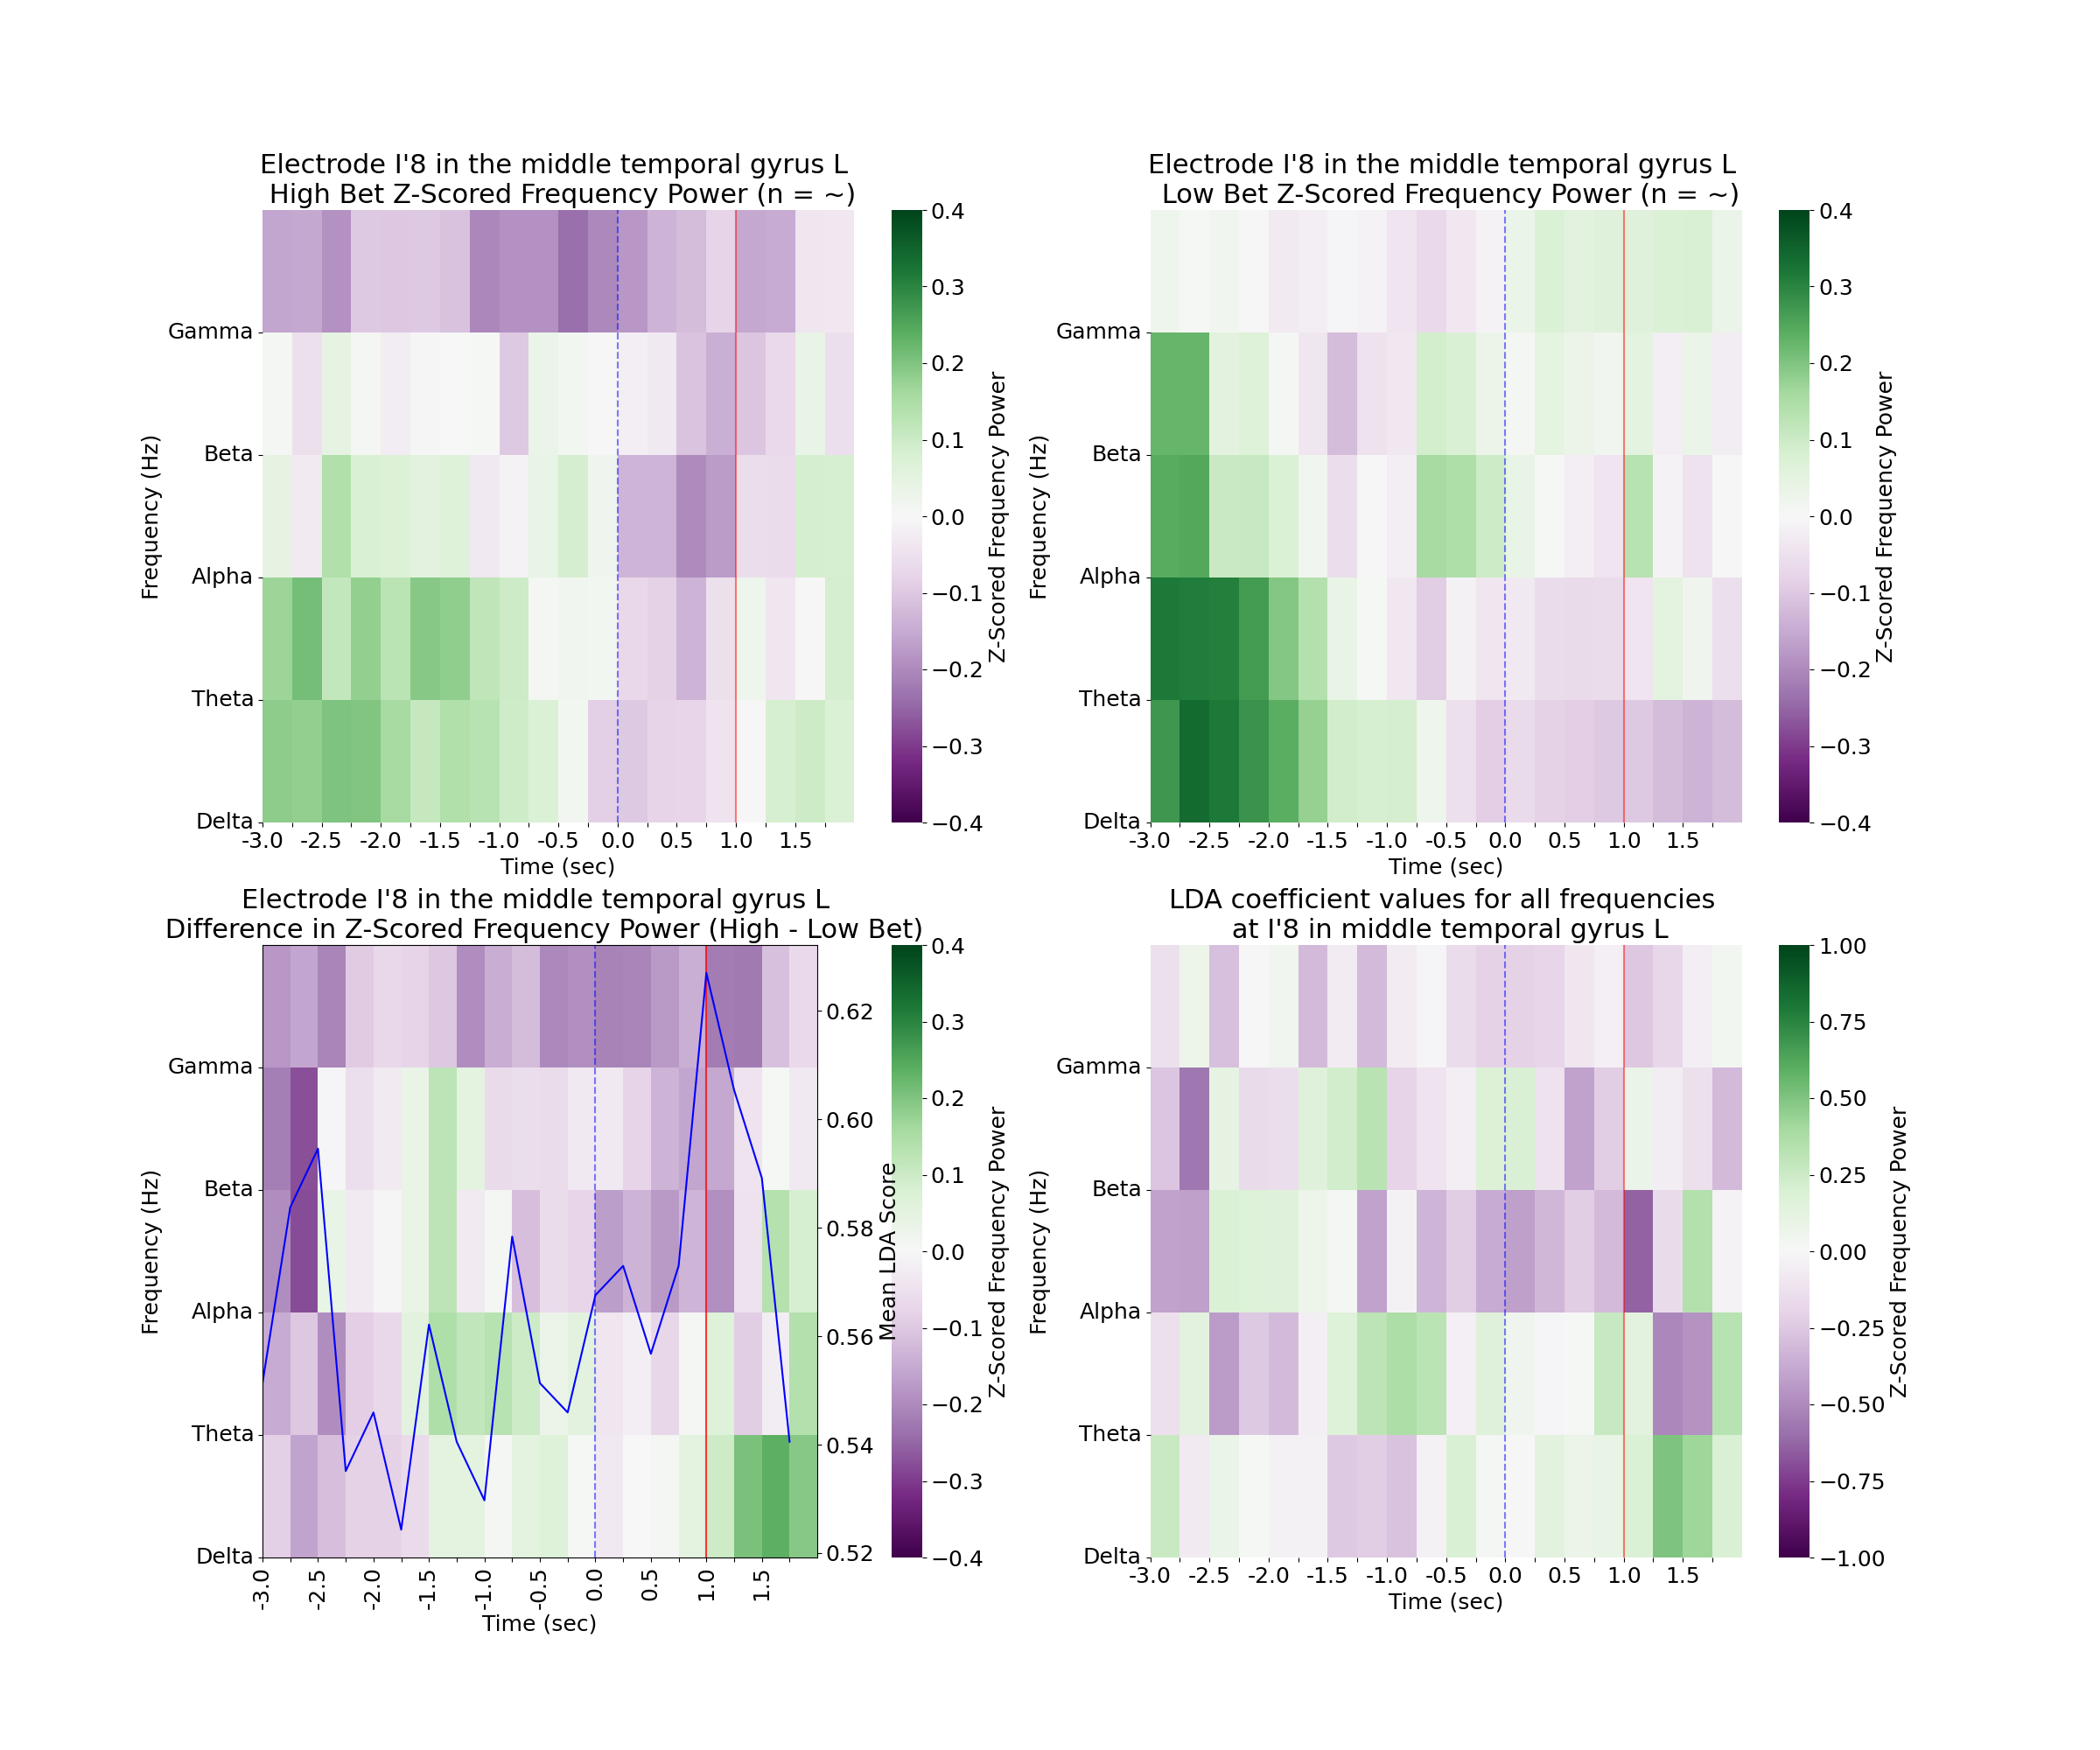 Electrode I'8 in the middle temporal gyrus L
High Bet Z-Scored Frequency Power (n = ~)
Frequency (Hz)
Gamma
Beta
Alpha
Theta
Delta
-3.0 -2.5 -2.0 -1.5 -1.0 -0.5 0.0 0.5 1.0 1.5
Time (sec)
0.4
0.3
0.2
0.1
0.0
−0.1
−0.2
−0.3
−0.4
Z-Scored Frequency Power
Electrode I'8 in the middle temporal gyrus L
Low Bet Z-Scored Frequency Power (n = ~)
Frequency (Hz)
Gamma
Beta
Alpha
Theta
Delta
-3.0 -2.5 -2.0 -1.5 -1.0 -0.5 0.0 0.5 1.0 1.5
Time (sec)
0.4
0.3
0.2
0.1
0.0
−0.1
−0.2
−0.3
−0.4
Z-Scored Frequency Power
Electrode I'8 in the middle temporal gyrus L
Difference in Z-Scored Frequency Power (High - Low Bet)
Frequency (Hz)
Gamma
Beta
Alpha
Theta
Delta
-3.0 -2.5 -2.0 -1.5 -1.0 -0.5 0.0 0.5 1.0 1.5
Time (sec)
0.62
0.60
0.58
0.56
0.54
0.52
Mean LDA Score
0.4
0.3
0.2
0.1
0.0
−0.1
−0.2
−0.3
−0.4
Z-Scored Frequency Power
LDA coefficient values for all frequencies
at I'8 in middle temporal gyrus L
Frequency (Hz)
Gamma
Beta
Alpha
Theta
Delta
-3.0 -2.5 -2.0 -1.5 -1.0 -0.5 0.0 0.5 1.0 1.5
Time (sec)
1.00
0.75
0.50
0.25
0.00
−0.25
−0.50
−0.75
−1.00
Z-Scored Frequency Power